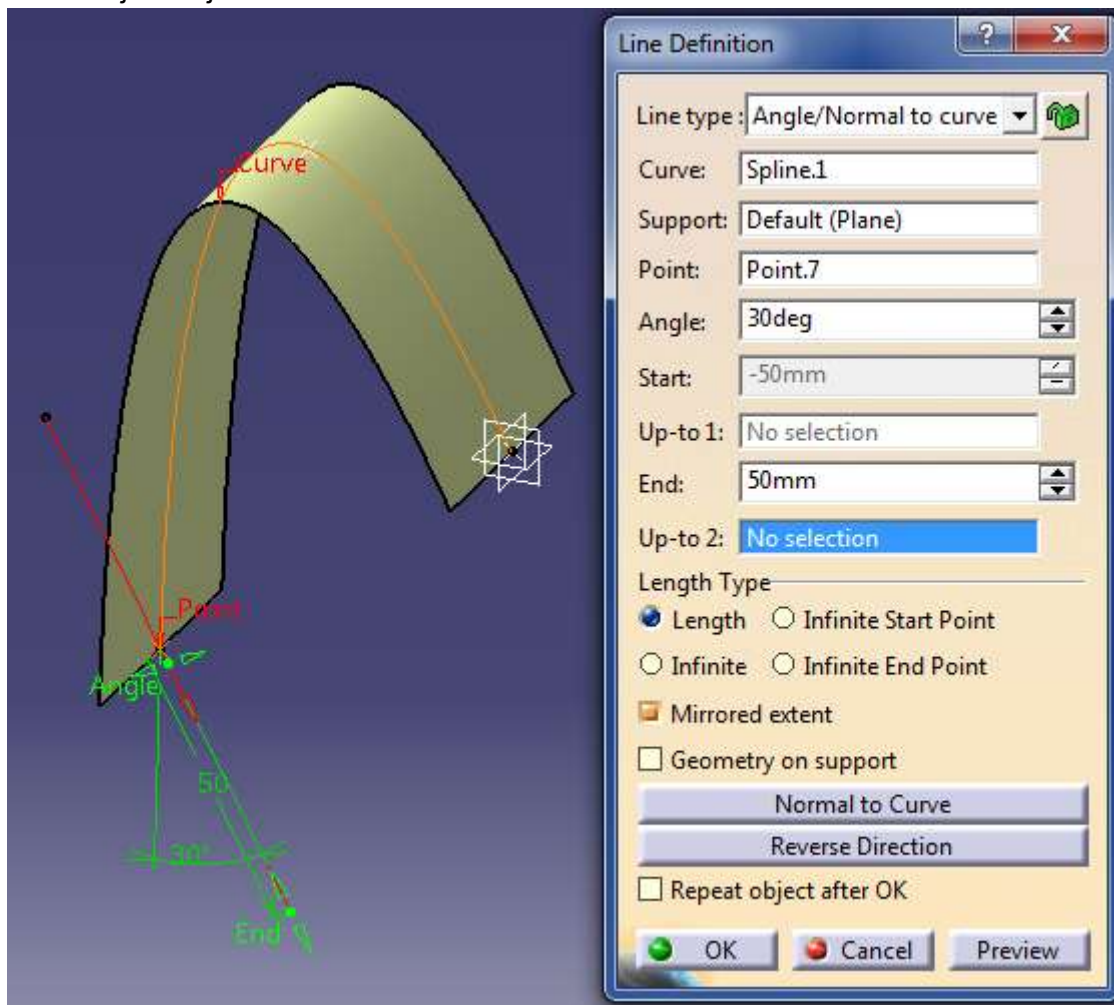 Line Definition
?
X
Line type : Angle/Normal to curve
Curve: Spline.1
Support: Default (Plane)
Point: Point.7
Angle: 30deg
Start: -50mm
Up-to 1: No selection
End: 50mm
Up-to 2: No selection
Length Type
Length Infinite Start Point
Infinite Infinite End Point
Mirrored extent
Geometry on support
Normal to Curve
Reverse Direction
Repeat object after OK
OK Cancel Preview
Curve
Point
Angle
50
30°
End